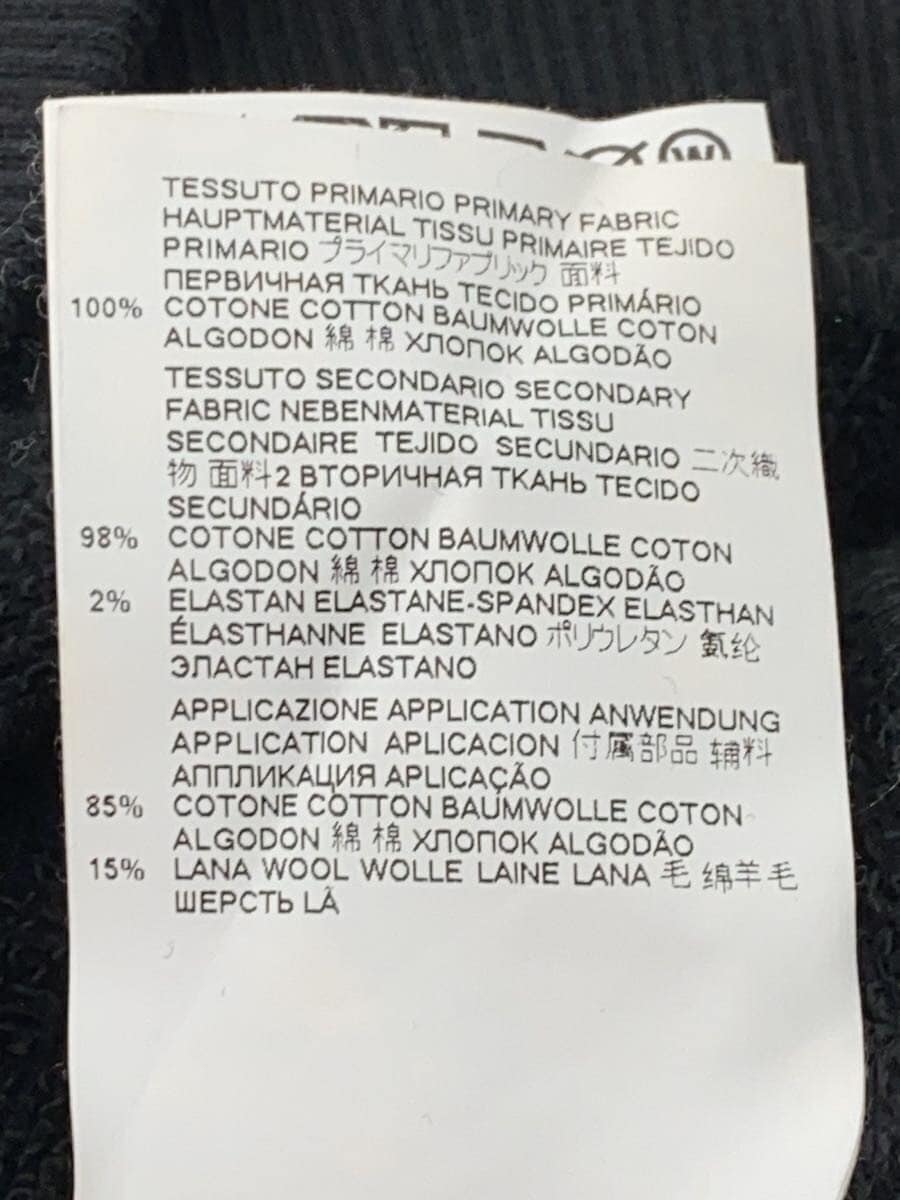 W
TESSUTO PRIMARIO PRIMARY FABRIC
HAUPTMATERIAL TISSU PRIMAIRE TEJIDO
PRIMARIO プライマリファブリック 面料
ПЕРВИЧНАЯ ТКАНЬ TECIDO PRIMÁRIO
100% COTONE COTTON BAUMWOLLE COTON
ALGODON 綿 棉 ХЛОПОК ALGODÃO
TESSUTO SECONDARIO SECONDARY
FABRIC NEBENMATERIAL TISSU
SECONDAIRE TEJIDO SECUNDARIO 二次織
物 面料2 ВТОРИЧНАЯ ТКАНЬ TECIDO
SECUNDÁRIO
98% COTONE COTTON BAUMWOLLE COTON
ALGODON 綿 棉 ХЛОПОК ALGODÃO
2% ELASTAN ELASTANE-SPANDEX ELASTHAN
ÉLASTHANNE ELASTANO ポリウレタン 氨纶
ЭЛАСТАН ELASTANO
APPLICAZIONE APPLICATION ANWENDUNG
APPLICATION APLICACION 付属部品 辅料
АППЛИКАЦИЯ APLICAÇÃO
85% COTONE COTTON BAUMWOLLE COTON
ALGODON 綿 棉 ХЛОПОК ALGODÃO
15% LANA WOOL WOLLE LAINE LANA 毛 绵羊毛
ШЕРСТЬ LÃ